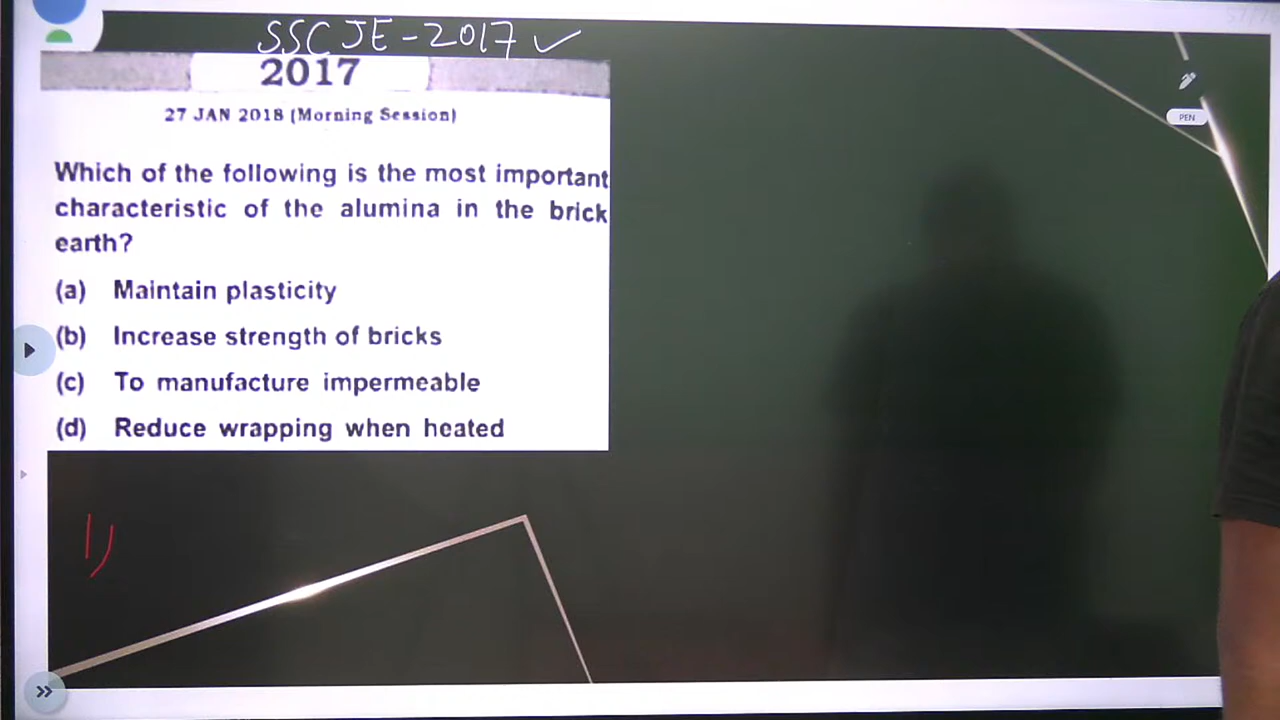 SSC JE - 2017 ✓
2017
27 JAN 2018 (Morning Session)
Which of the following is the most important
characteristic of the alumina in the brick
earth?
(a) Maintain plasticity
(b) Increase strength of bricks
(c) To manufacture impermeable
(d) Reduce wrapping when heated
PEN
1)